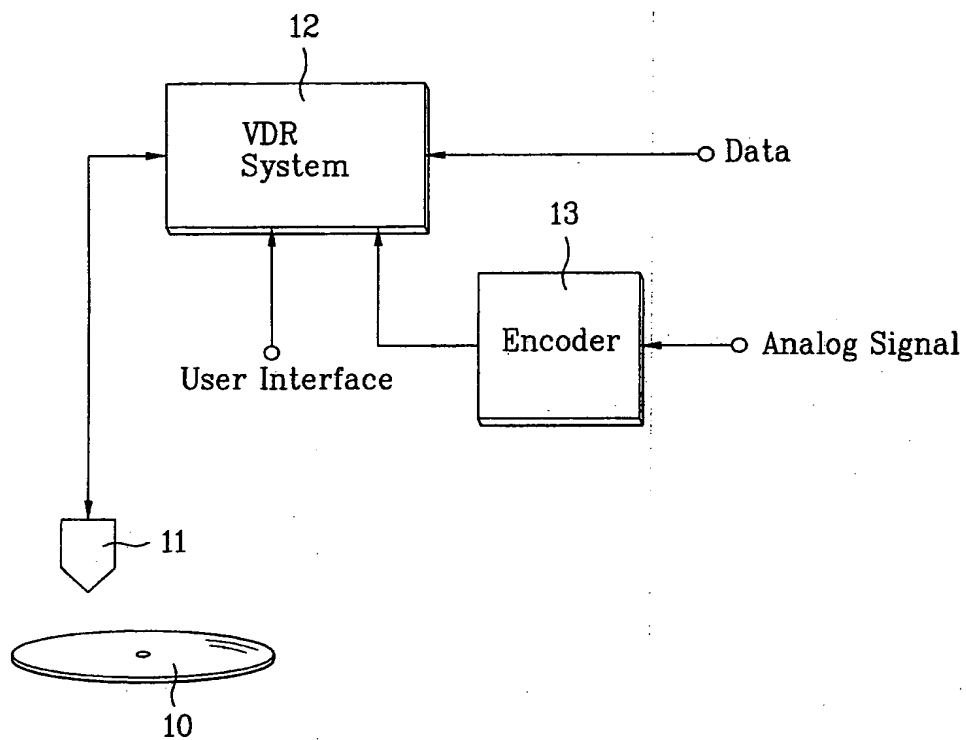 12
VDR
System
Data
13
Encoder
Analog Signal
User Interface
11
10